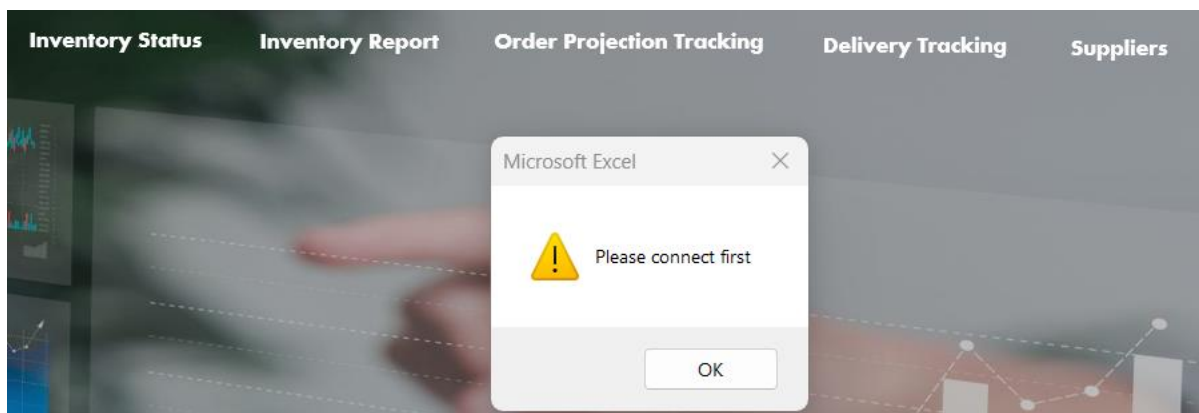 Inventory Status
Inventory Report
Order Projection Tracking
Delivery Tracking
Suppliers
Microsoft Excel
Please connect first
OK